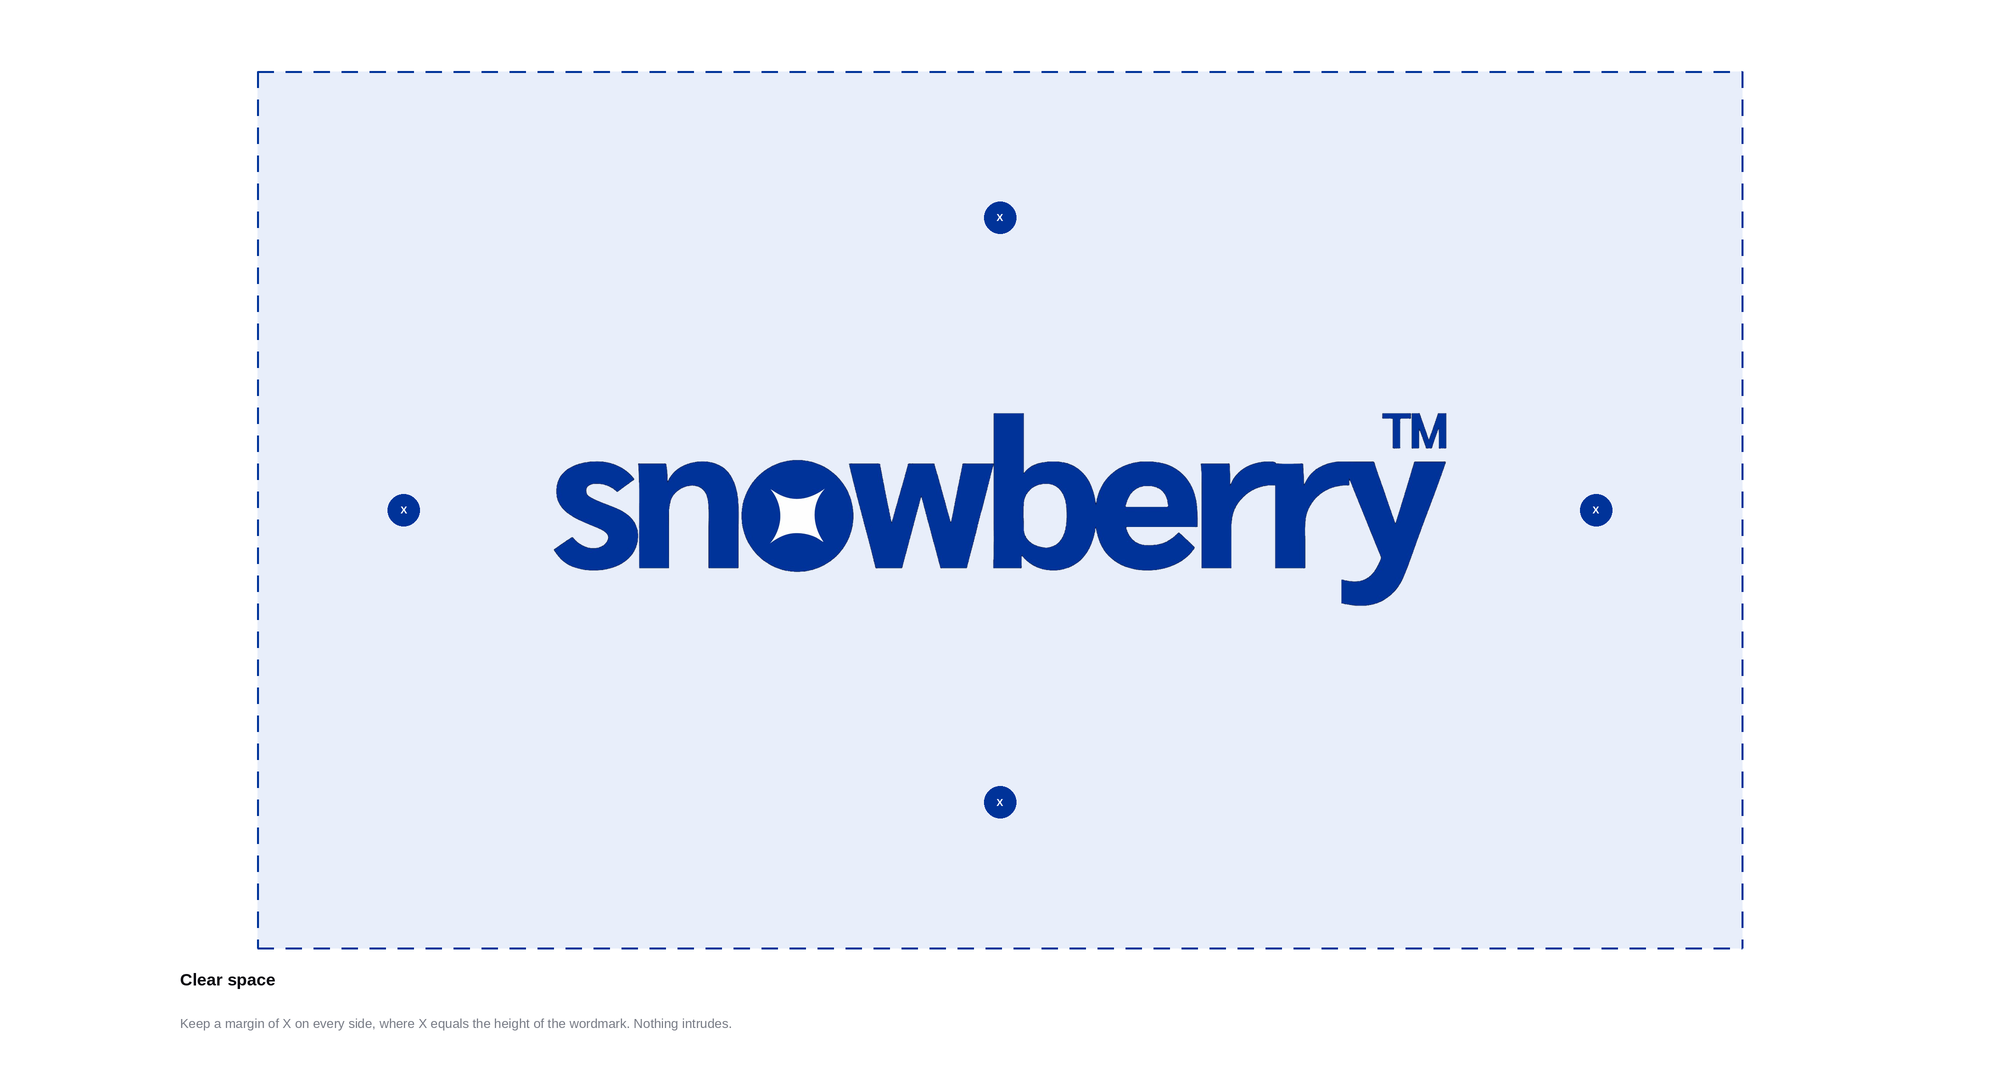 X
snowberry™
X
X
X
Clear space
Keep a margin of X on every side, where X equals the height of the wordmark. Nothing intrudes.